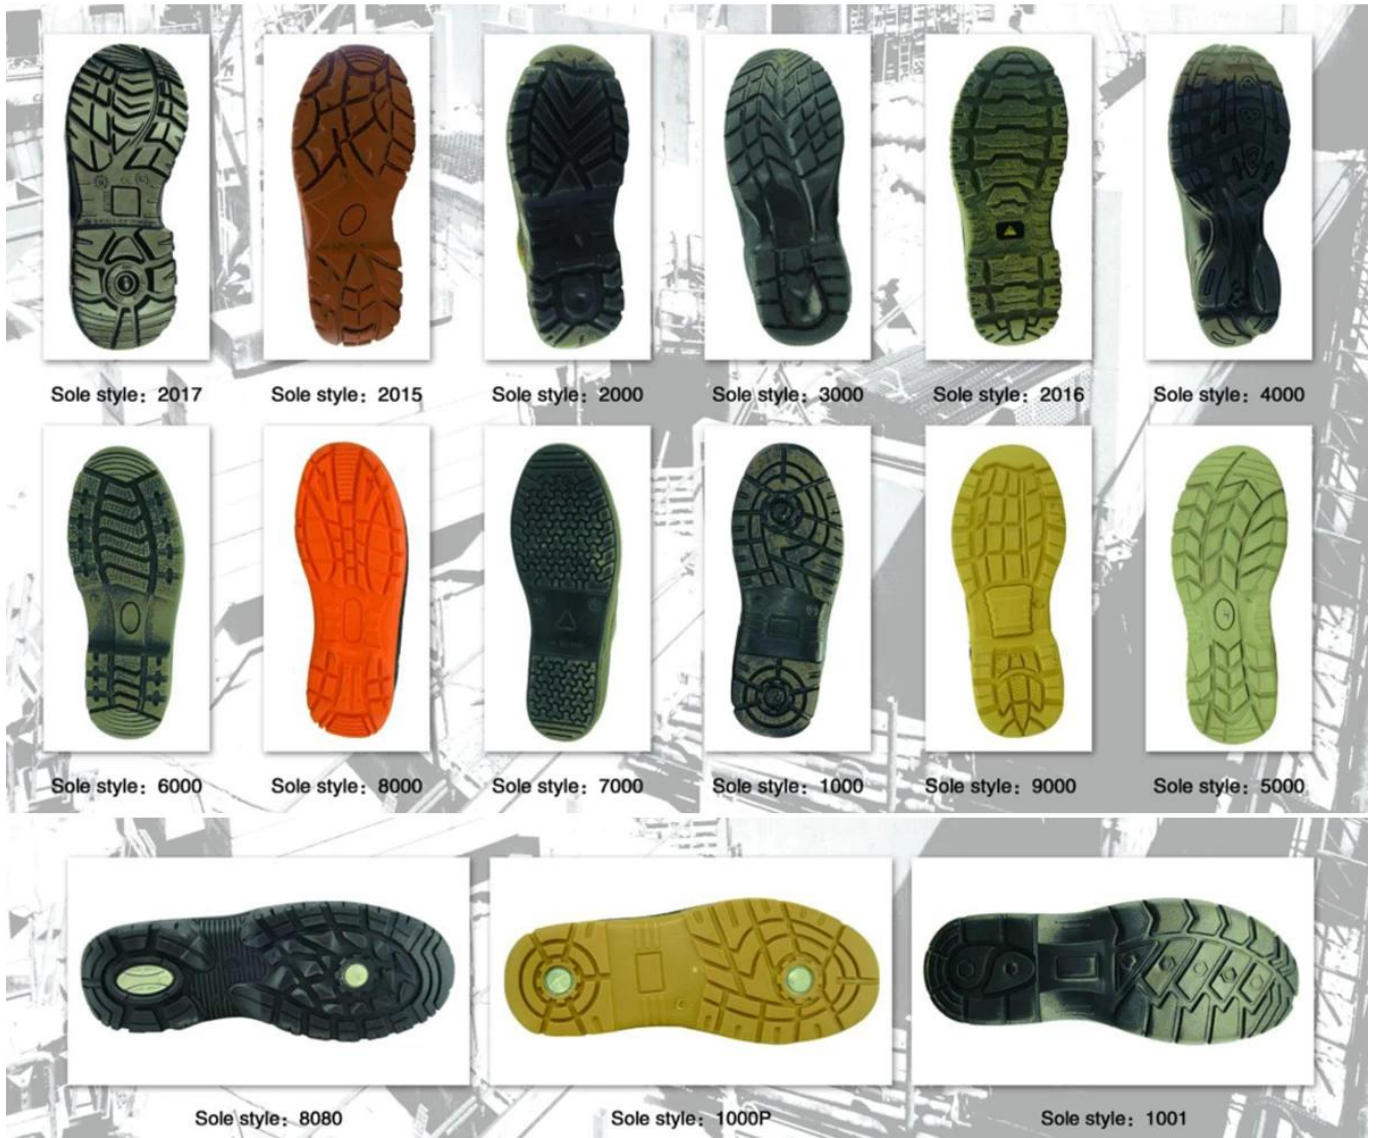 Sole style：2017
Sole style：2015
Sole style：2000
Sole style：3000
Sole style：2016
Sole style：4000
Sole style：6000
Sole style：8000
Sole style：7000
Sole style：1000
Sole style：9000
Sole style：5000
Sole style：8080
Sole style：1000P
Sole style：1001